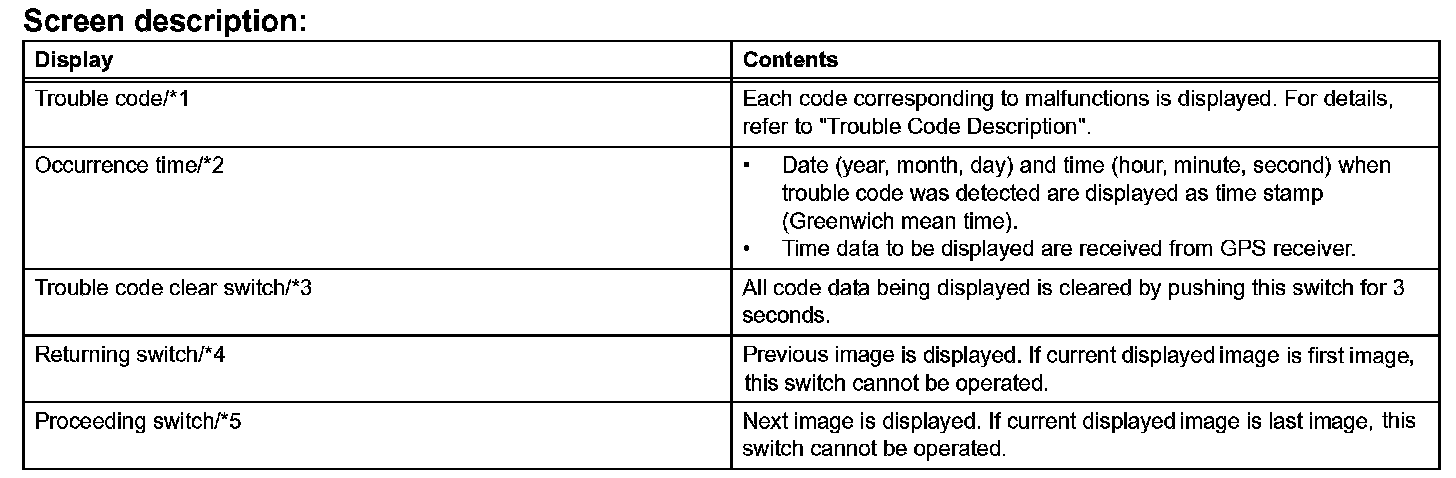 Screen description:
Display
Contents
Trouble code/*1
Each code corresponding to malfunctions is displayed. For details,
refer to "Trouble Code Description".
Occurrence time/*2
• Date (year, month, day) and time (hour, minute, second) when
trouble code was detected are displayed as time stamp
(Greenwich mean time).
• Time data to be displayed are received from GPS receiver.
Trouble code clear switch/*3
All code data being displayed is cleared by pushing this switch for 3
seconds.
Returning switch/*4
Previous image is displayed. If current displayed image is first image,
this switch cannot be operated.
Proceeding switch/*5
Next image is displayed. If current displayed image is last image, this
switch cannot be operated.